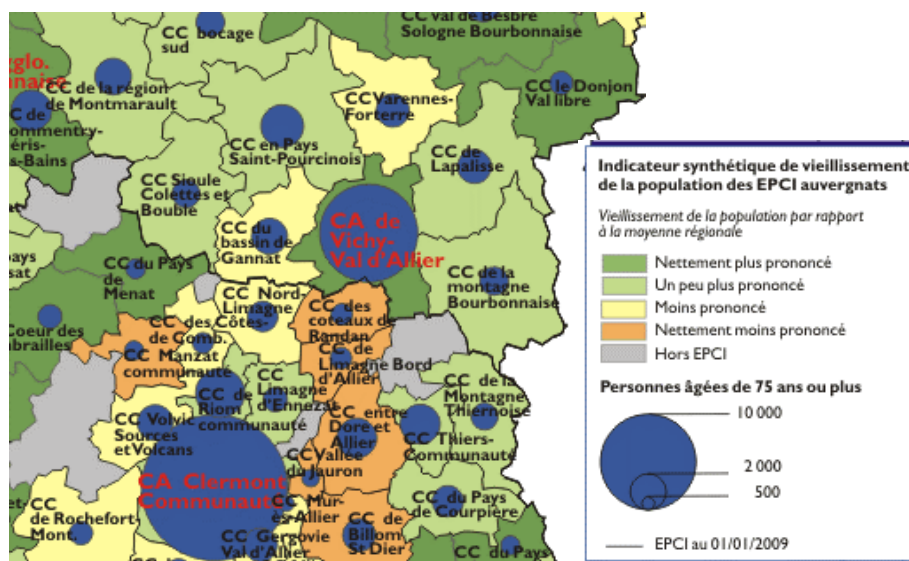 CC bocage
sud
CC Val de Besbre
Sologne Bourbonnaise
gglo.
nnaise
CC de la région
de Montmarault
CC Varennes-
Forterre
CC le Donjon
Val libre
C de
ommentry-
éris-
s-Bains
CC en Pays
Saint-Pourcinois
CC de
Lapalisse
CC Sioule
Colettes et
Bouble
CA de
Vichy-
Val d'Allier
CC du
bassin de
Gannat
pays
sat
CC du Pays
de
Menat
CC de la
montagne
Bourbonnaise
CC Nord-
Limagne
CC des
coteaux de
Randan
Coeur des
brailles
CC des Côtes-
de Comb.
CC Manzat
communauté
CC de
Limagne Bord
d'Allier
CC de
Riom
communauté
CC
Limagne
d'Ennezat
CC de la
Montagne
Thiernoise
CC Volvic
Sources
et Volcans
CC entre
Dore et
Allier
CC Thiers-
Communauté
CC Vallée
du Jauron
CA Clermont
Communaut
et-
CC
de Rochefort-
Mont.
CC Mur-
ès-Allier
CC Gergovie
Val d'Allier
CC de
Billom
St Dier
CC du Pays
de Courpière
CC du Pays
Indicateur synthétique de vieillissement
de la population des EPCI auvergnats
Vieillissement de la population par rapport
à la moyenne régionale
Nettement plus prononcé
Un peu plus prononcé
Moins prononcé
Nettement moins prononcé
Hors EPCI
Personnes âgées de 75 ans ou plus
10 000
2 000
500
EPCI au 01/01/2009